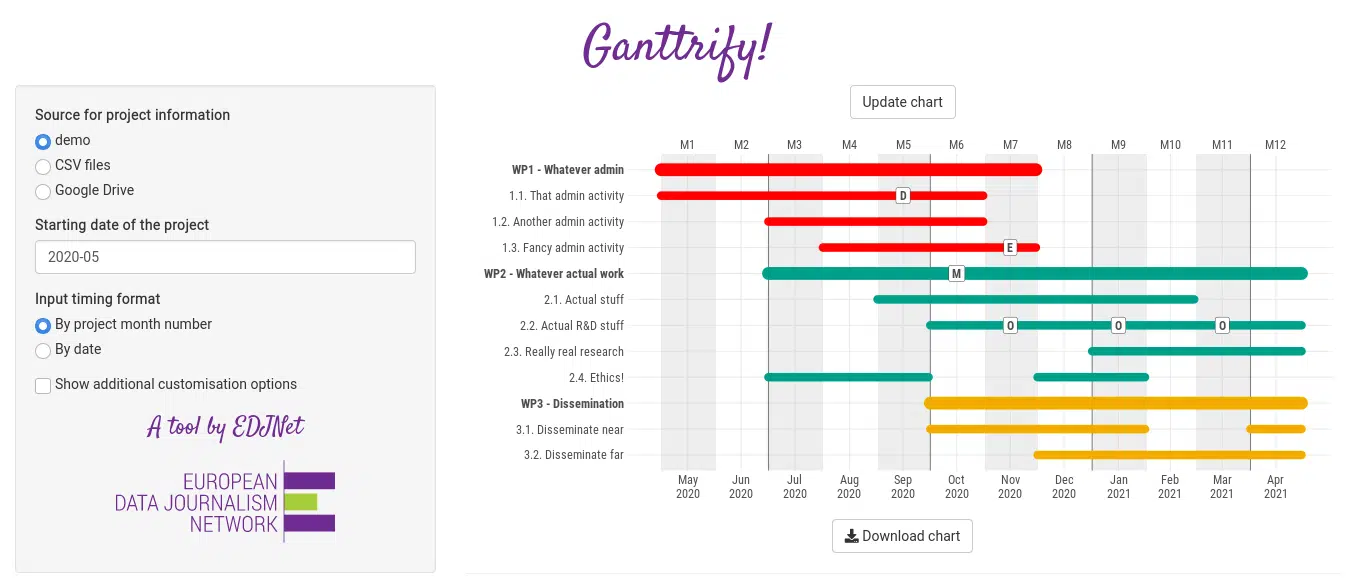 Ganttrify!
Source for project information
demo
CSV files
Google Drive
Starting date of the project
2020-05
Input timing format
By project month number
By date
Show additional customisation options
A tool by EDJNet
EUROPEAN
DATA JOURNALISM
NETWORK
Update chart
M1 M2 M3 M4 M5 M6 M7 M8 M9 M10 M11 M12
WP1 - Whatever admin
1.1. That admin activity D
1.2. Another admin activity
1.3. Fancy admin activity E
WP2 - Whatever actual work M
2.1. Actual stuff
2.2. Actual R&D stuff O O O
2.3. Really real research
2.4. Ethics!
WP3 - Dissemination
3.1. Disseminate near
3.2. Disseminate far
May Jun Jul Aug Sep Oct Nov Dec Jan Feb Mar Apr
2020 2020 2020 2020 2020 2020 2020 2020 2021 2021 2021 2021
Download chart